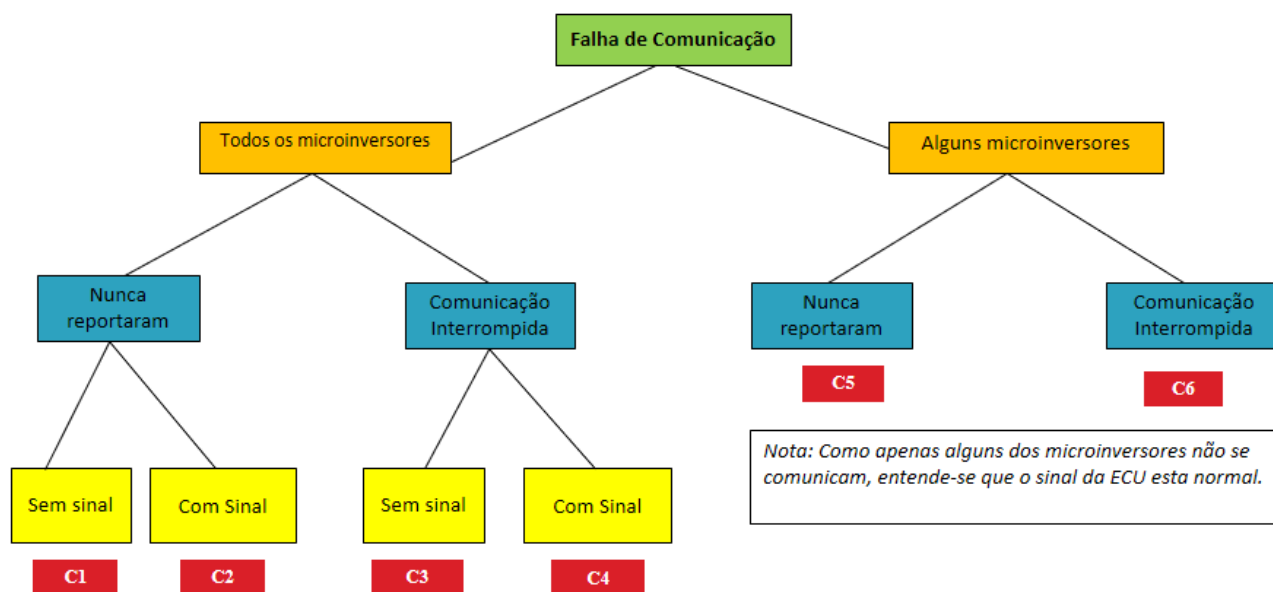 Falha de Comunicação
Todos os microinversores
Alguns microinversores
Nunca
reportaram
Comunicação
Interrompida
Nunca
reportaram
Comunicação
Interrompida
C5
C6
Nota: Como apenas alguns dos microinversores não se
comunicam, entende-se que o sinal da ECU esta normal.
Sem sinal
Com Sinal
Sem sinal
Com Sinal
C1
C2
C3
C4